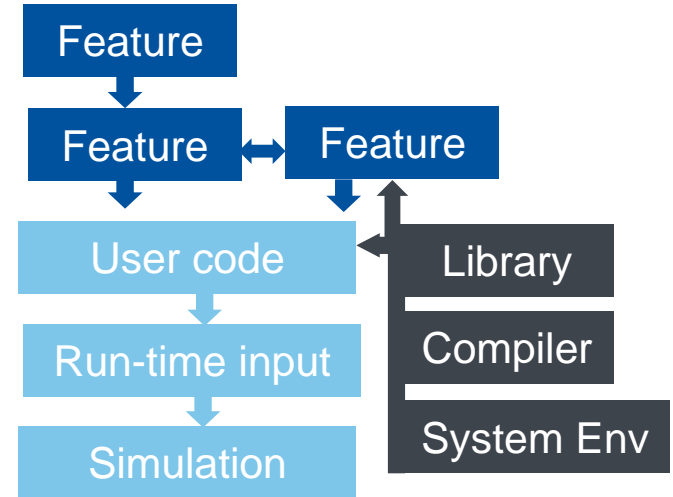 Feature
Feature
Feature
User code
Library
Run-time input
Compiler
System Env
Simulation